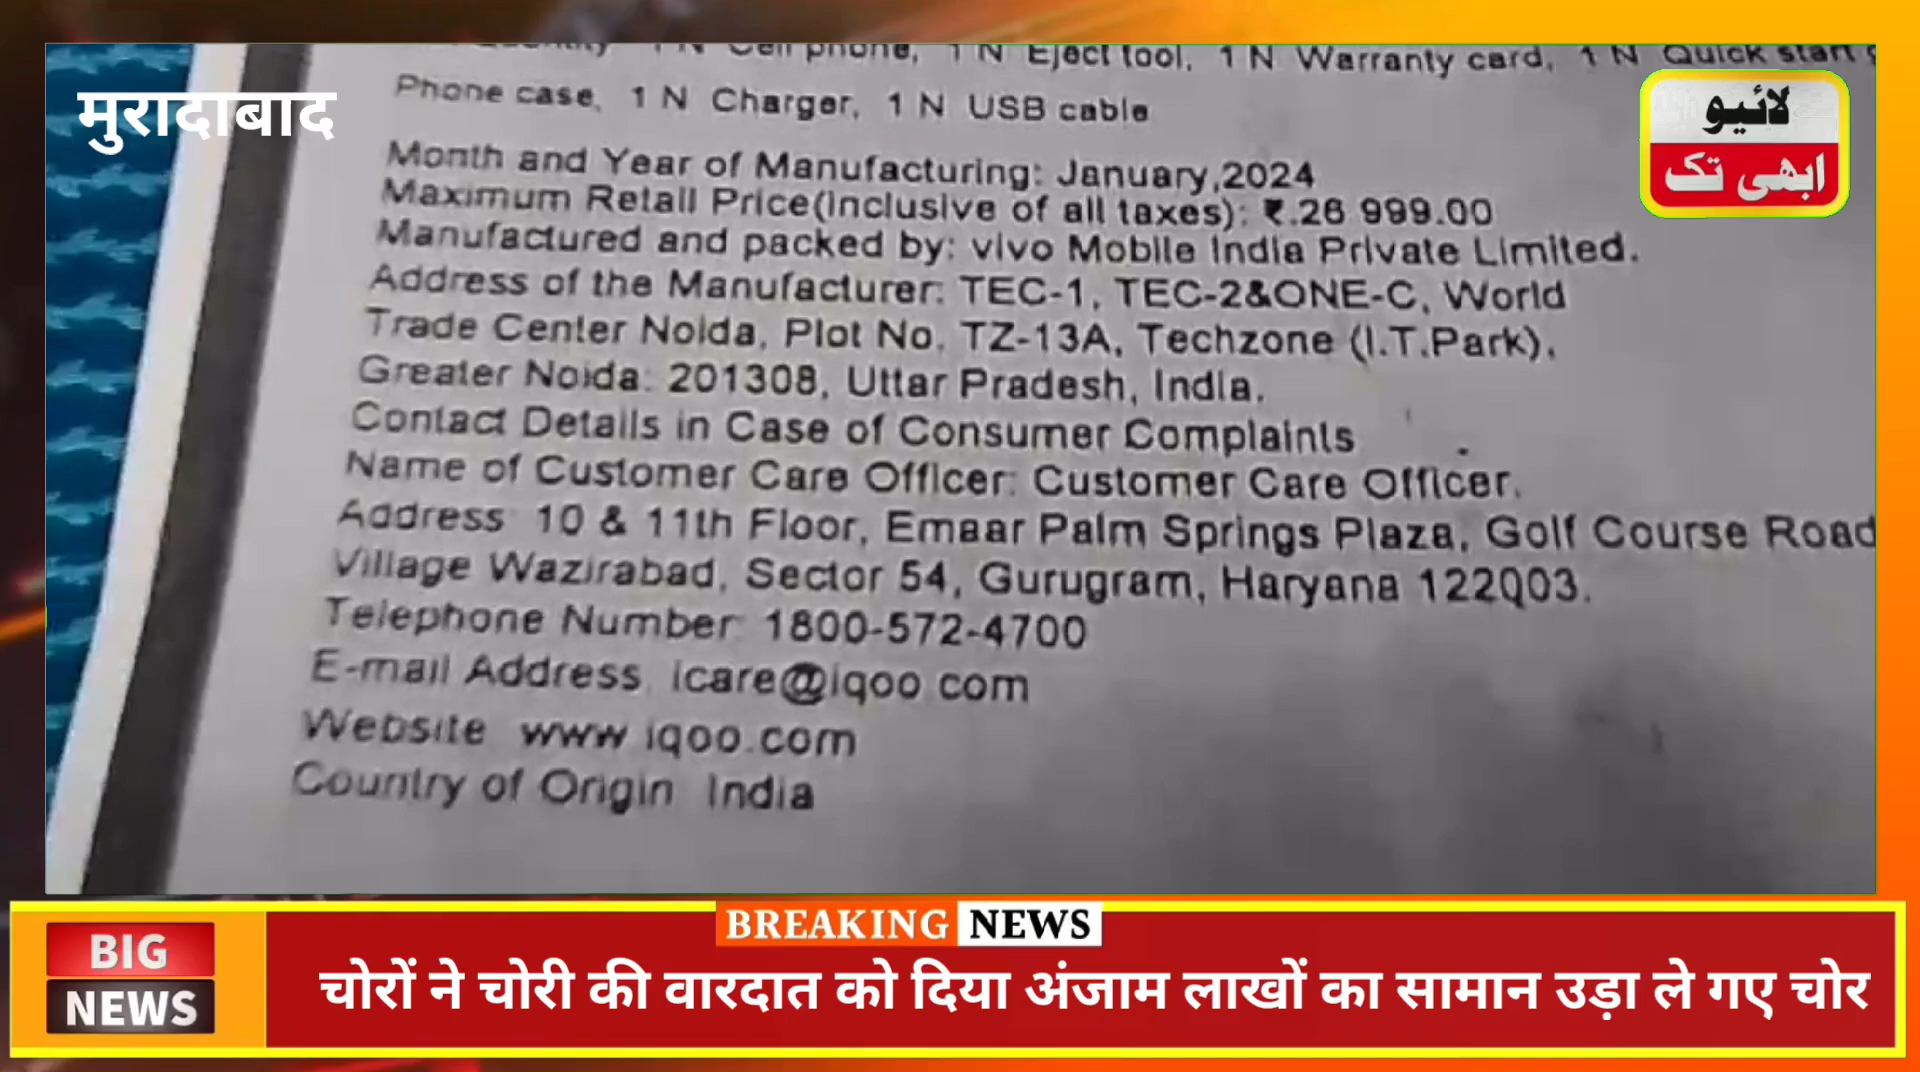 1 N Cell phone, 1 N Eject tool, 1 N Warranty card, 1 N Quick start
Phone case, 1 N Charger, 1 N USB cable
मुरादाबाद
لائیو
ابھی تک
Month and Year of Manufacturing: January,2024
Maximum Retail Price(inclusive of all taxes): ₹.26 999.00
Manufactured and packed by: vivo Mobile India Private Limited.
Address of the Manufacturer: TEC-1, TEC-2&ONE-C, World
Trade Center Noida, Plot No. TZ-13A, Techzone (I.T.Park),
Greater Noida: 201308, Uttar Pradesh, India.
Contact Details in Case of Consumer Complaints
Name of Customer Care Officer: Customer Care Officer.
Address: 10 & 11th Floor, Emaar Palm Springs Plaza, Golf Course Road
Village Wazirabad, Sector 54, Gurugram, Haryana 122003.
Telephone Number: 1800-572-4700
E-mail Address: icare@iqoo.com
Website: www.iqoo.com
Country of Origin: India
BREAKING NEWS
BIG
NEWS
चोरों ने चोरी की वारदात को दिया अंजाम लाखों का सामान उड़ा ले गए चोर